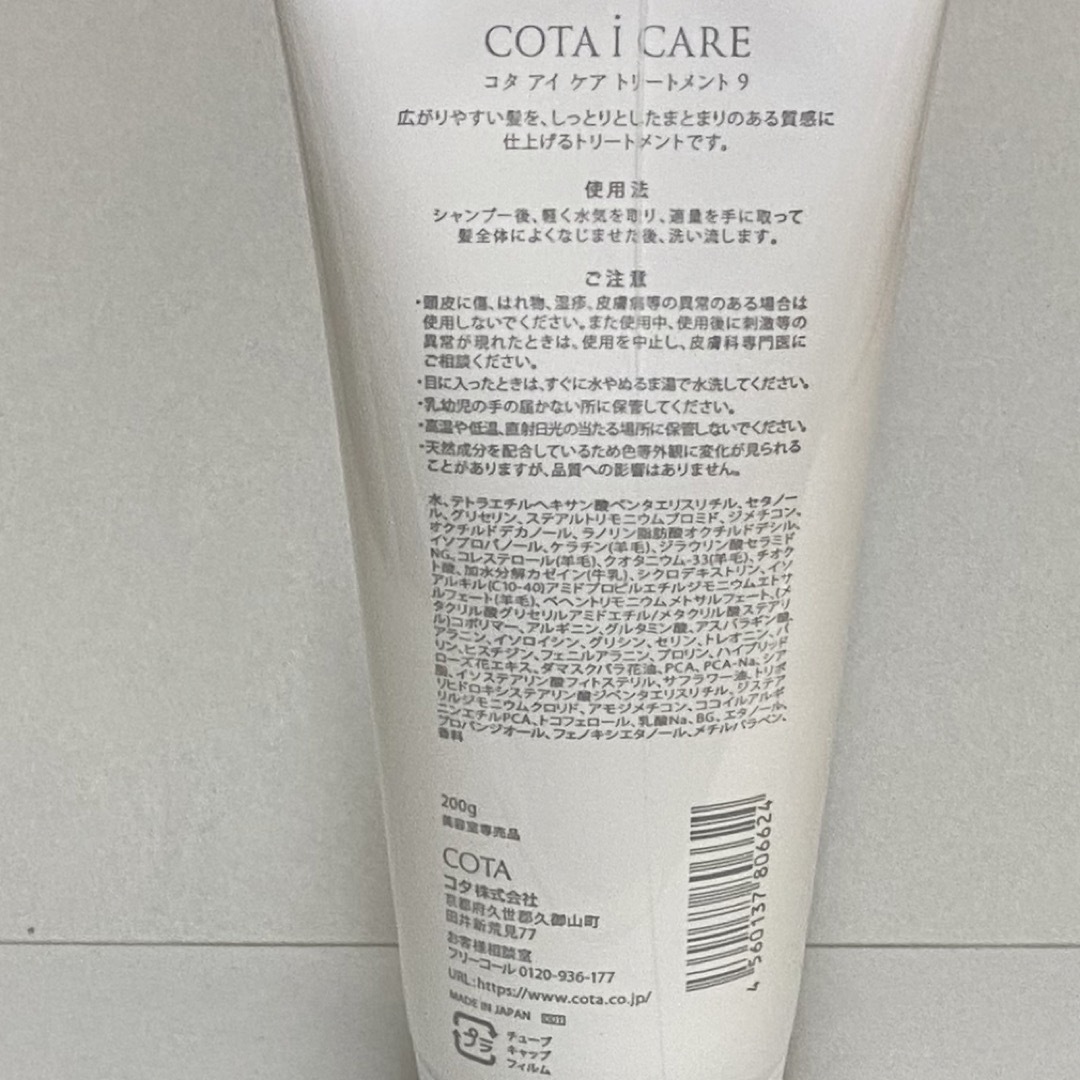 COTA i CARE
コタ アイ ケア トリートメント 9
広がりやすい髪を、しっとりとしたまとまりのある質感に
仕上げるトリートメントです。
使用法
シャンプー後、軽く水気を取り、適量を手に取って
髪全体によくなじませた後、洗い流します。
ご注意
・頭皮に傷、はれ物、湿疹、皮膚病等の異常のある場合は
使用しないでください。また使用中、使用後に刺激等の
異常が現れたときは、使用を中止し、皮膚科専門医に
ご相談ください。
・目に入ったときは、すぐに水やぬるま湯で水洗してください。
・乳幼児の手の届かない所に保管してください。
・高温や低温、直射日光の当たる場所に保管しないでください。
・天然成分を配合しているため色等外観に変化が見られる
ことがありますが、品質への影響はありません。
水、テトラエチルヘキサン酸ペンタエリスリチル、セタノー
ル、グリセリン、ステアルトリモニウムブロミド、ジメチコン、
オクチルドデカノール、ラノリン脂肪酸オクチルドデシル、
イソプロパノール、ケラチン(羊毛)、ジラウリン酸セラミド
NG、コレステロール(羊毛)、クオタニウム-33(羊毛)、チオク
ト酸、加水分解カゼイン(牛乳)、シクロデキストリン、イソ
アルキル(C10-40)アミドプロピルエチルジモニウムエトサ
ルフェート(羊毛)、ベヘントリモニウムメトサルフェート、(メ
タクリル酸グリセリルアミドエチル/メタクリル酸ステアリ
ル)コポリマー、アルギニン、グルタミン酸、アスパラギン酸、
アラニン、イソロイシン、グリシン、セリン、トレオニン、バ
リン、ヒスチジン、フェニルアラニン、プロリン、ハイブリッド
ローズ花エキス、ダマスクバラ花油、PCA、PCA-Na、シア
脂、イソステアリン酸フィトステリル、サフラワー油、トリポ
リヒドロキシステアリン酸ジペンタエリスリチル、ジステア
リルジモニウムクロリド、アモジメチコン、ココイルアルギ
ニンエチルPCA、トコフェロール、乳酸Na、BG、エタノール、
プロパンジオール、フェノキシエタノール、メチルパラベン、
香料
200g
美容室専売品
COTA
コタ株式会社
京都府久世郡久御山町
田井新荒見77
お客様相談室
フリーコール 0120-936-177
URL:https://www.cota.co.jp/
MADE IN JAPAN
プラ
チューブ
キャップ
フィルム
4 560137 806624